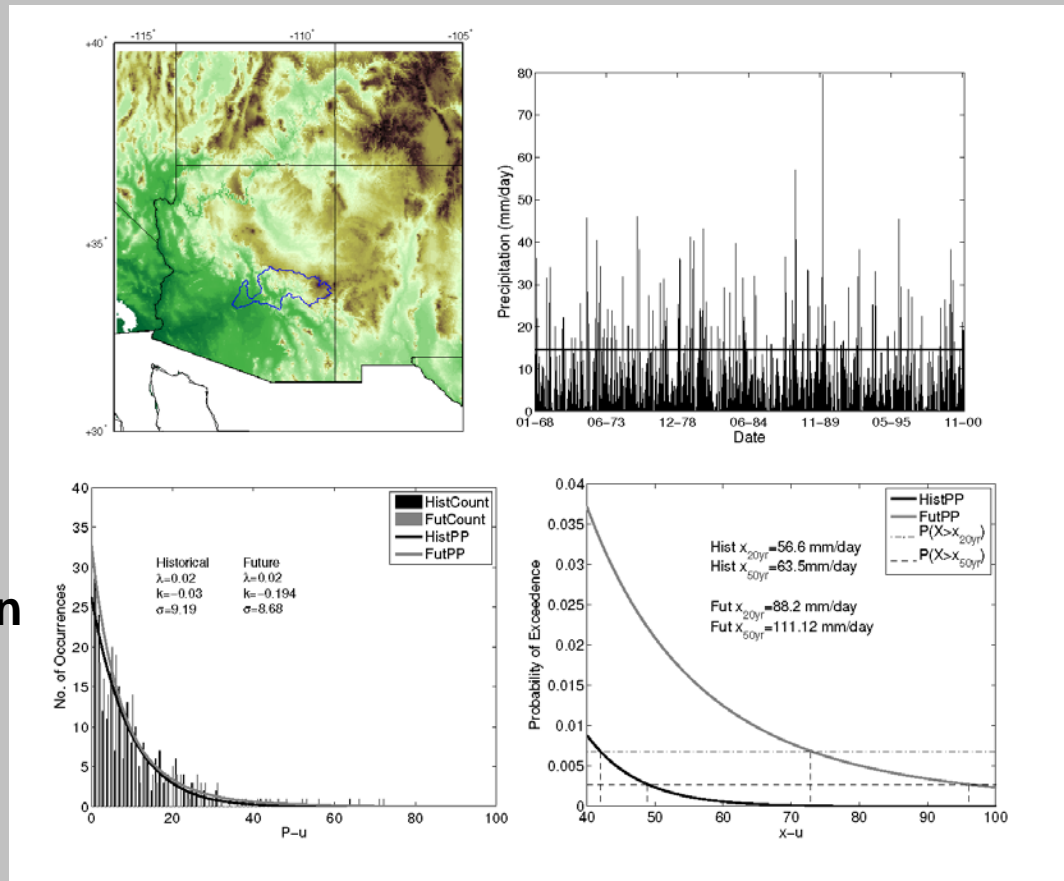 -115°
-110°
-105°
+40°
+35°
+30°
80
70
60
50
40
30
20
10
0
Precipitation (mm/day)
01-68
06-73
12-78
06-84
11-89
05-95
11-00
Date
40
35
30
25
20
15
10
5
0
No. of Occurrences
HistCount
FutCount
HistPP
FutPP
Historical
λ=0.02
k=-0.03
σ=9.19
Future
λ=0.02
k=-0.194
σ=8.68
0
20
40
60
80
100
P-u
n
0.04
0.035
0.03
0.025
0.02
0.015
0.01
0.005
0
Probability of Exceedence
HistPP
FutPP
P(X>x20yr)
P(X>x50yr)
Hist x20yr=56.6 mm/day
Hist x50yr=63.5mm/day
Fut x20yr=88.2 mm/day
Fut x50yr=111.12 mm/day
40
50
60
70
80
90
100
x-u